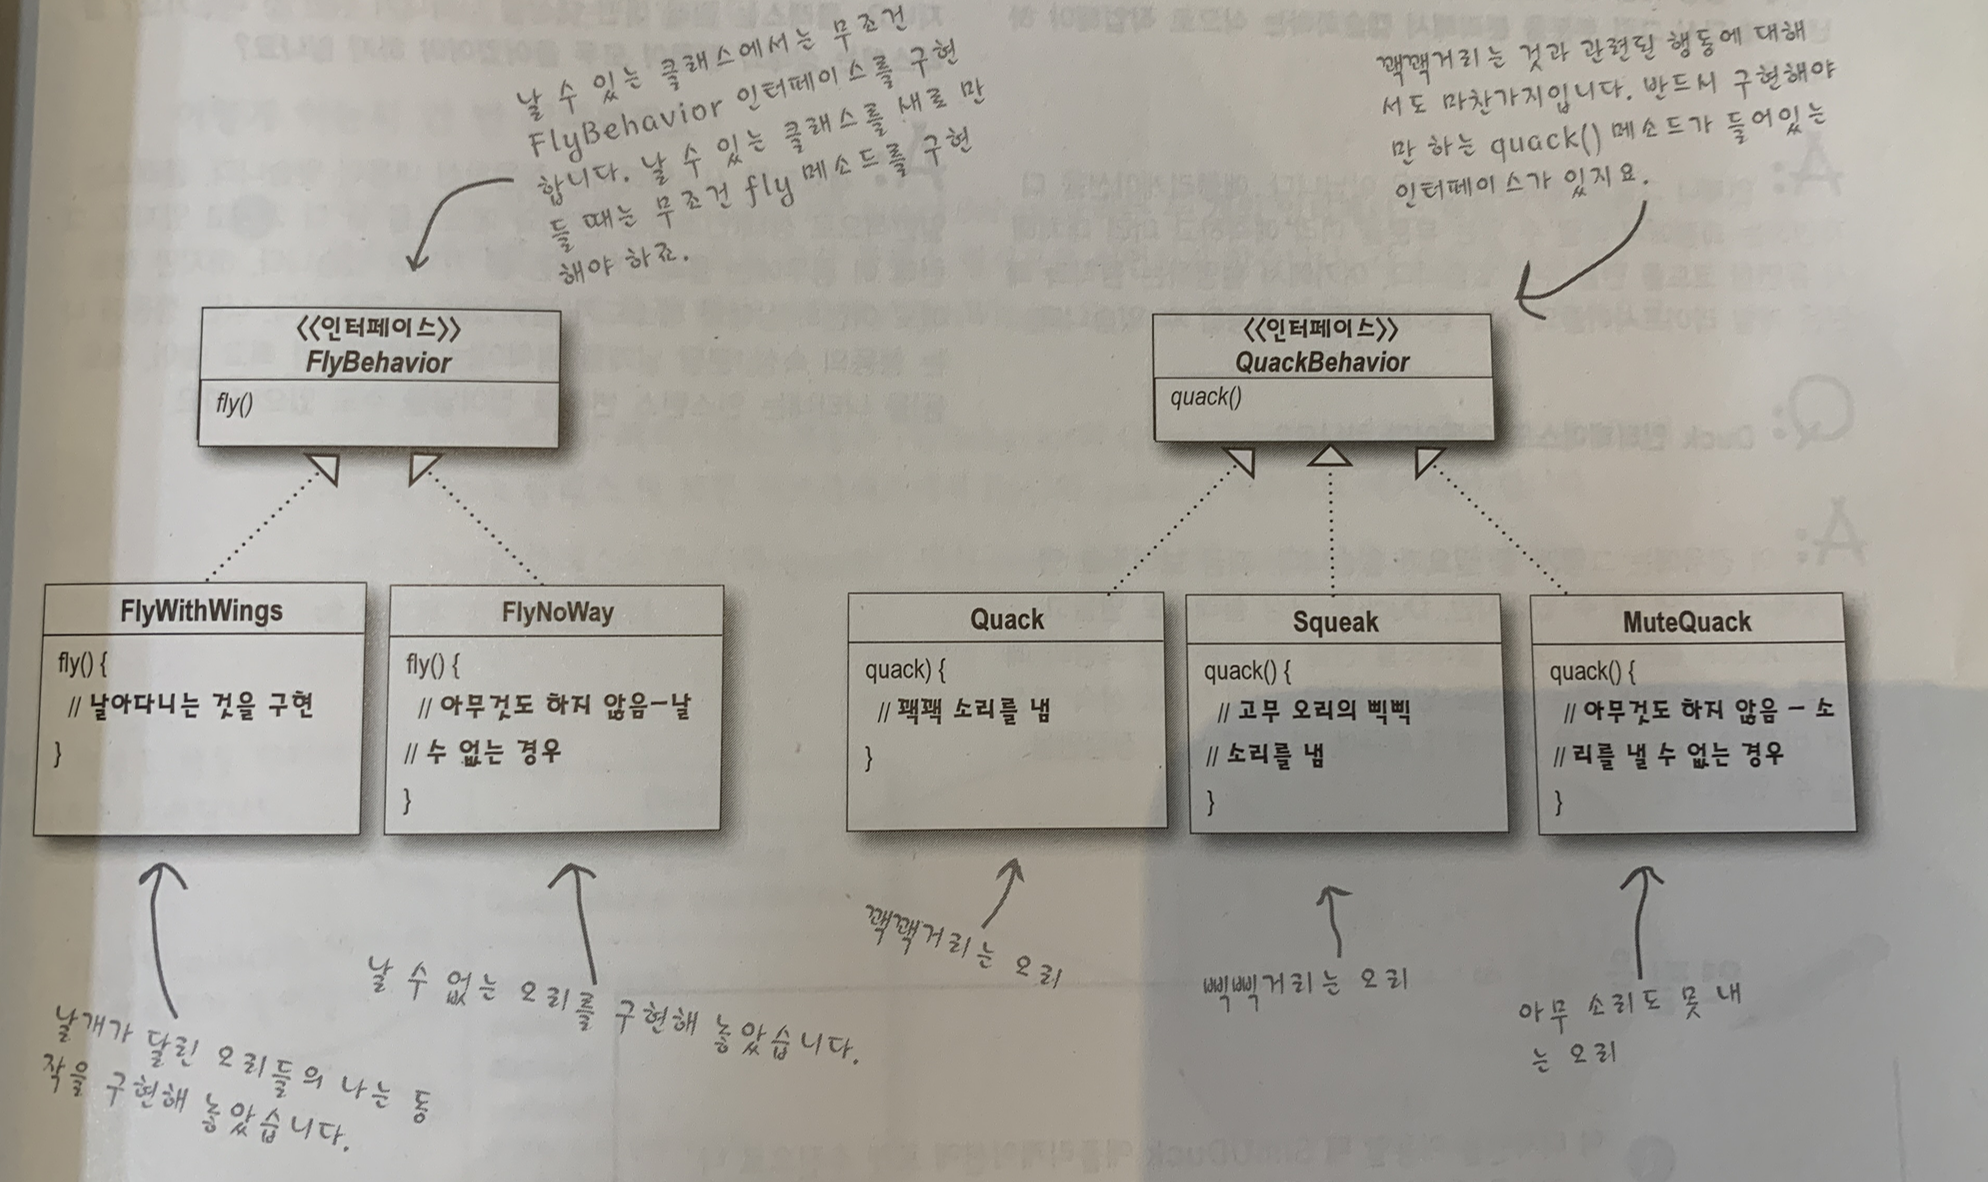 날 수 있는 클래스에서는 무조건
FlyBehavior 인터페이스를 구현
합니다. 날 수 있는 클래스를 새로 만
들 때는 무조건 fly 메소드를 구현
해야 하죠.
꽥꽥거리는 것과 관련된 행동에 대해
서도 마찬가지입니다. 반드시 구현해야
만 하는 quack() 메소드가 들어있는
인터페이스가 있지요.
<<인터페이스>>
FlyBehavior
fly()
<<인터페이스>>
QuackBehavior
quack()
FlyWithWings
fly() {
// 날아다니는 것을 구현
}
FlyNoWay
fly() {
// 아무것도 하지 않음-날
// 수 없는 경우
}
Quack
quack) {
// 꽥꽥 소리를 냄
}
Squeak
quack() {
// 고무 오리의 삑삑
// 소리를 냄
}
MuteQuack
quack() {
// 아무것도 하지 않음 - 소
// 리를 낼 수 없는 경우
}
날개가 달린 오리들의 나는 동
작을 구현해 놓았습니다.
날 수 없는 오리를 구현해 놓았습니다.
꽥꽥거리는 오리
삑삑거리는 오리
아무 소리도 못 내
는 오리